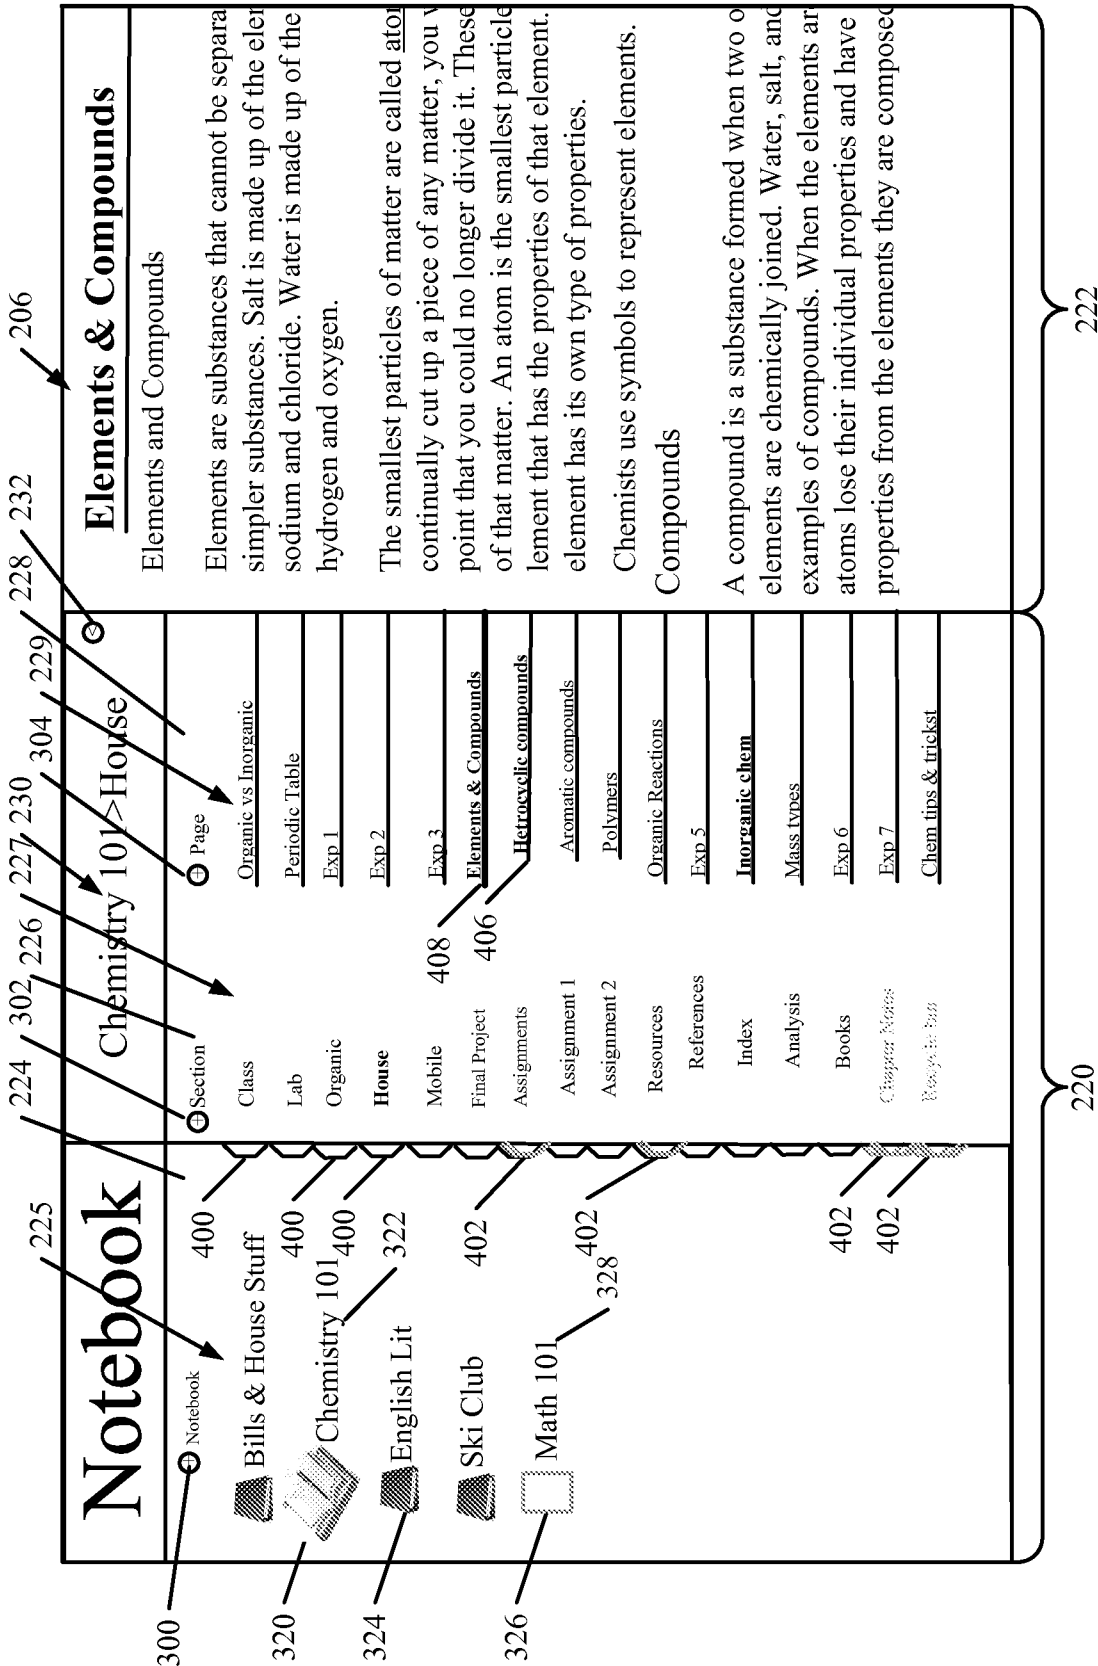 206
232
228
229
304
230
227
226
302
224
225
Notebook
Chemistry 101>House
<
Elements & Compounds
+ Notebook
Bills & House Stuff
Chemistry 101
English Lit
Ski Club
Math 101
300
320
324
326
322
328
400
400
400
402
402
402
402
+ Section
Class
Lab
Organic
House
Mobile
Final Project
Assignments
Assignment 1
Assignment 2
Resources
References
Index
Analysis
Books
Chapter Notes
Recycle bin
+ Page
Organic vs Inorganic
Periodic Table
Exp 1
Exp 2
Exp 3
Elements & Compounds
Hetrocyclic compounds
Aromatic compounds
Polymers
Organic Reactions
Exp 5
Inorganic chem
Mass types
Exp 6
Exp 7
Chem tips & trickst
408
406
Elements and Compounds
Elements are substances that cannot be separa
simpler substances. Salt is made up of the eler
sodium and chloride. Water is made up of the
hydrogen and oxygen.
The smallest particles of matter are called ator
continually cut up a piece of any matter, you w
point that you could no longer divide it. These
of that matter. An atom is the smallest particle
lement that has the properties of that element.
element has its own type of properties.
Chemists use symbols to represent elements.
Compounds
A compound is a substance formed when two o
elements are chemically joined. Water, salt, and
examples of compounds. When the elements are
atoms lose their individual properties and have
properties from the elements they are composed
220
222